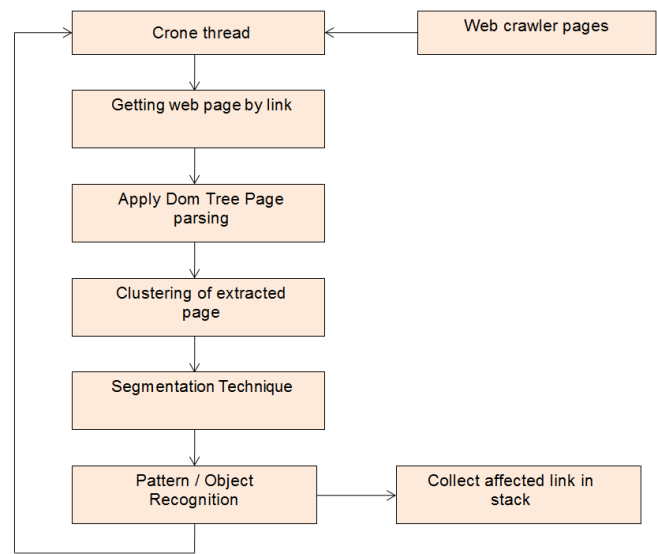 Crone thread
Web crawler pages
Getting web page by link
Apply Dom Tree Page
parsing
Clustering of extracted
page
Segmentation Technique
Pattern / Object
Recognition
Collect affected link in
stack